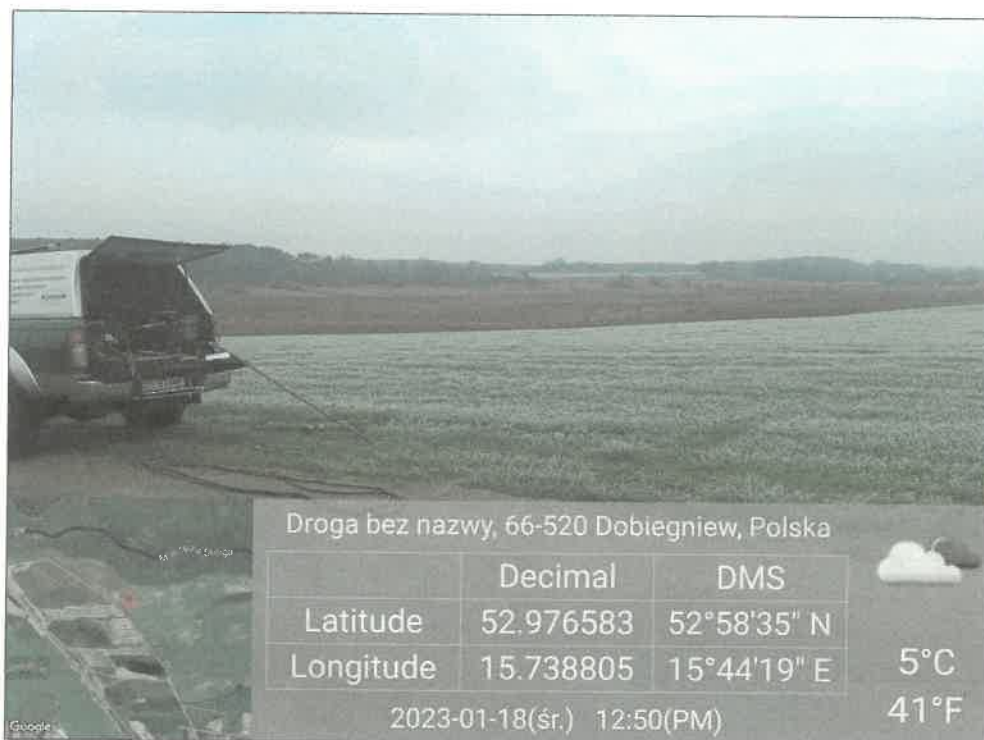 Droga bez nazwy, 66-520 Dobiegniew, Polska
Decimal DMS
Latitude 52.976583 52°58'35" N
Longitude 15.738805 15°44'19" E
2023-01-18(śr.) 12:50(PM)
5°C
41°F
Google